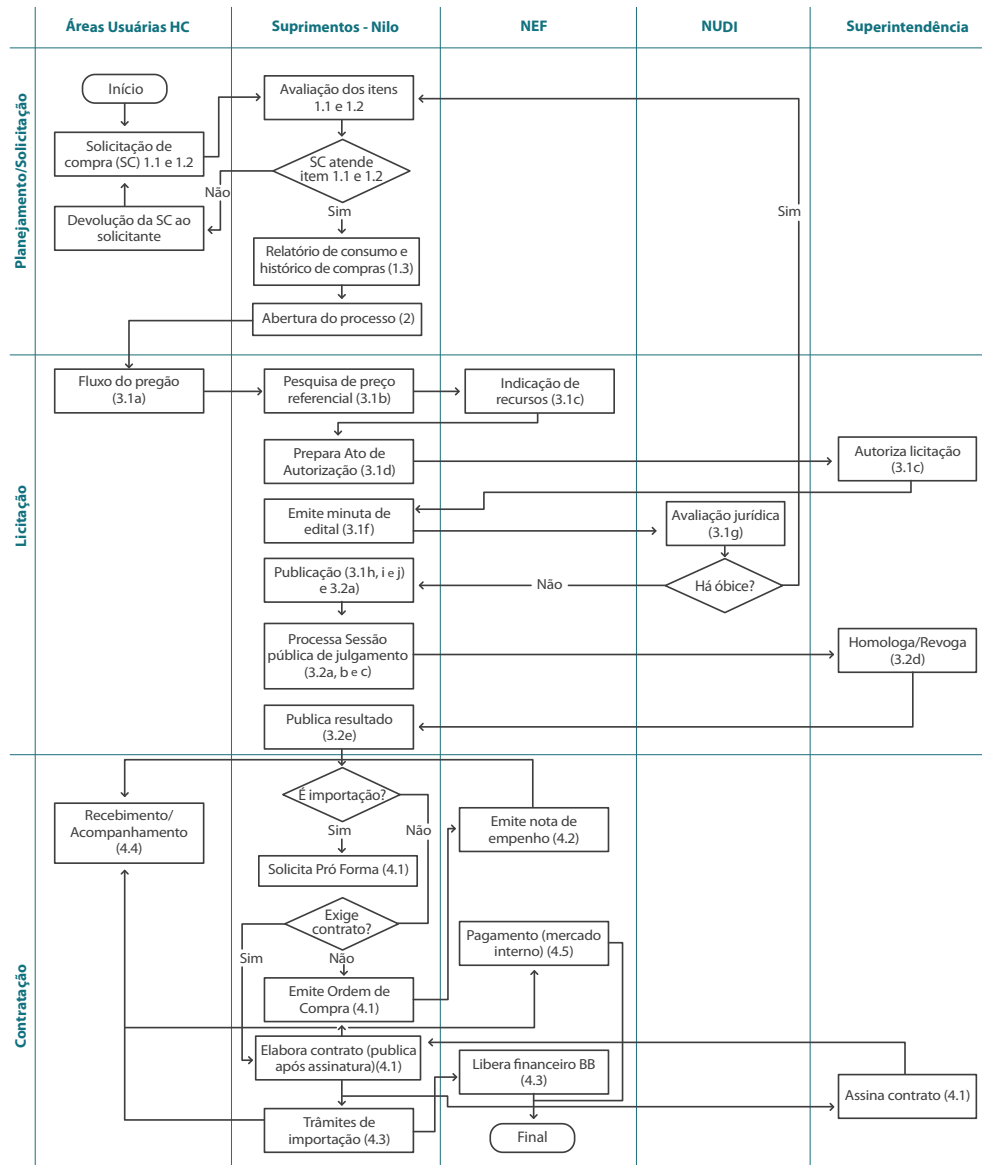 Áreas Usuárias HC
Suprimentos - Nilo
NEF
NUDI
Superintendência
Planejamento/Solicitação
Início
Avaliação dos itens
1.1 e 1.2
Solicitação de
compra (SC) 1.1 e 1.2
SC atende
item 1.1 e 1.2
Não
Devolução da SC ao
solicitante
Sim
Sim
Relatório de consumo e
histórico de compras (1.3)
Abertura do processo (2)
Licitação
Fluxo do pregão
(3.1a)
Pesquisa de preço
referencial (3.1b)
Indicação de
recursos (3.1c)
Prepara Ato de
Autorização (3.1d)
Autoriza licitação
(3.1c)
Emite minuta de
edital (3.1f)
Avaliação jurídica
(3.1g)
Publicação (3.1h, i e j)
e 3.2a)
Não
Há óbice?
Processa Sessão
pública de julgamento
(3.2a, b e c)
Homologa/Revoga
(3.2d)
Publica resultado
(3.2e)
Contratação
É importação?
Recebimento/
Acompanhamento
(4.4)
Sim
Não
Emite nota de
empenho (4.2)
Solicita Pró Forma (4.1)
Exige
contrato?
Pagamento (mercado
interno) (4.5)
Sim
Não
Emite Ordem de
Compra (4.1)
Elabora contrato (publica
após assinatura)(4.1)
Libera financeiro BB
(4.3)
Assina contrato (4.1)
Trâmites de
importação (4.3)
Final